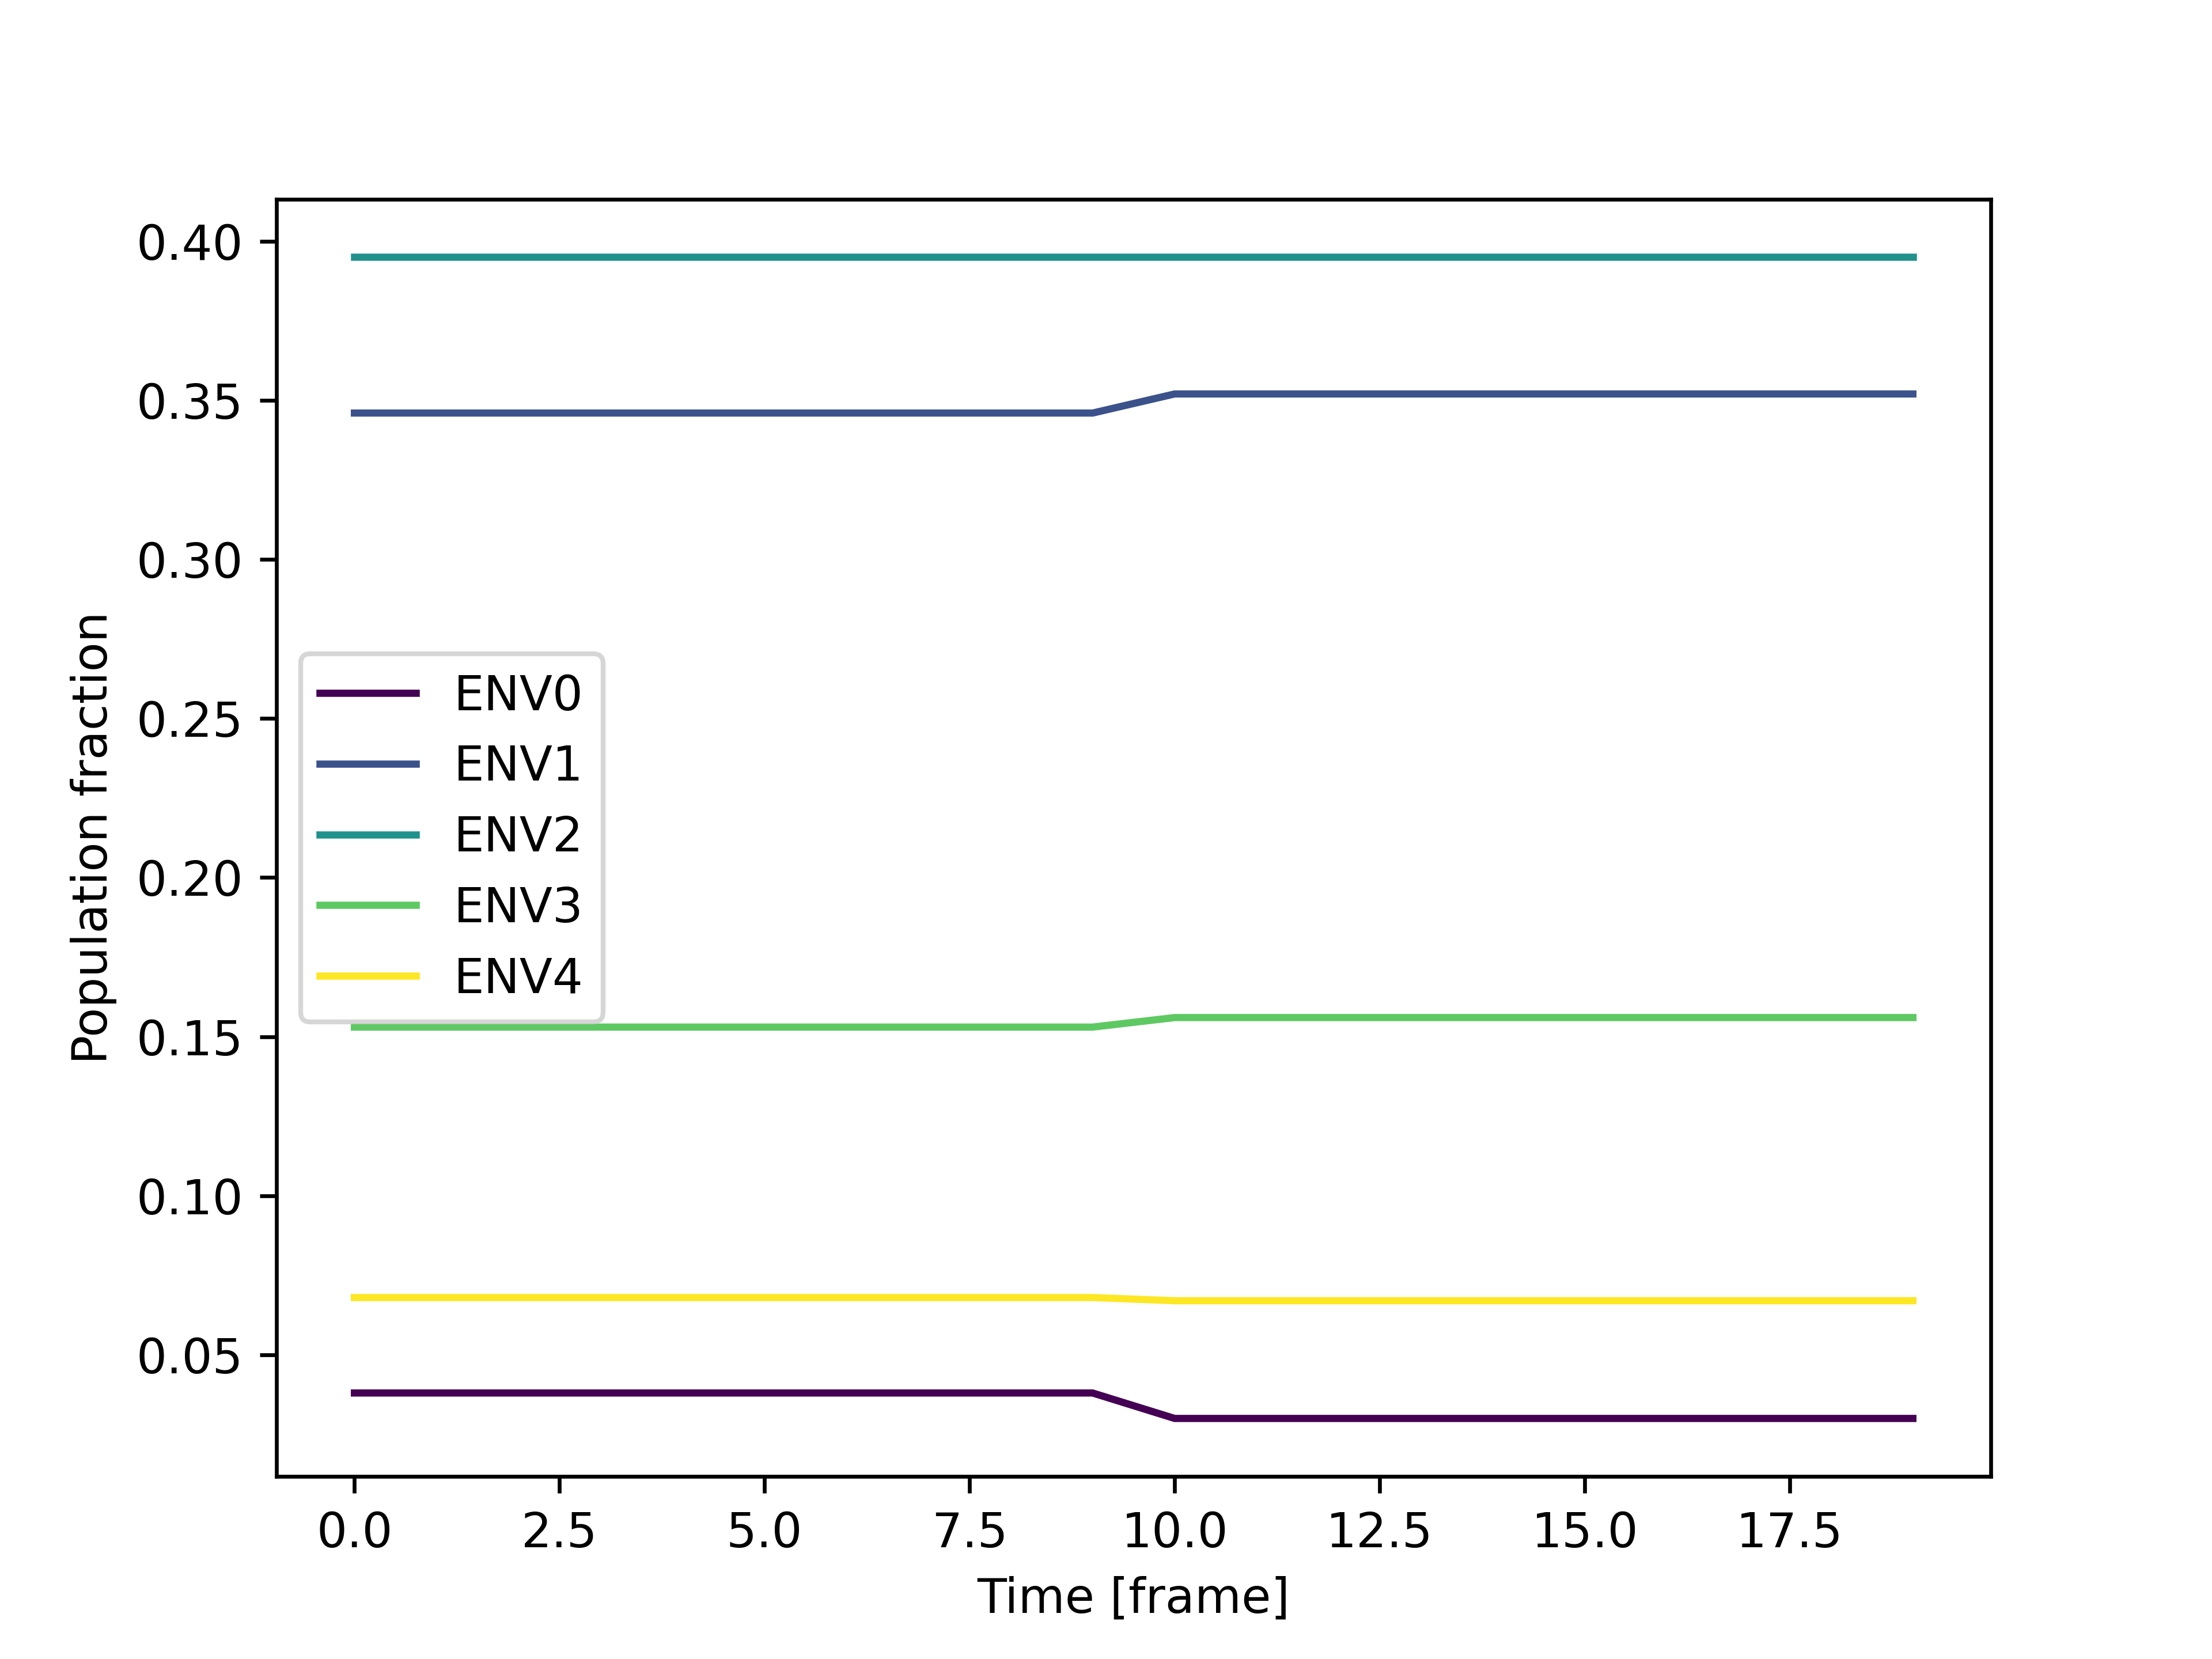 0.40
0.35
0.30
0.25
0.20
0.15
0.10
0.05
Population fraction
ENV0
ENV1
ENV2
ENV3
ENV4
0.0 2.5 5.0 7.5 10.0 12.5 15.0 17.5
Time [frame]